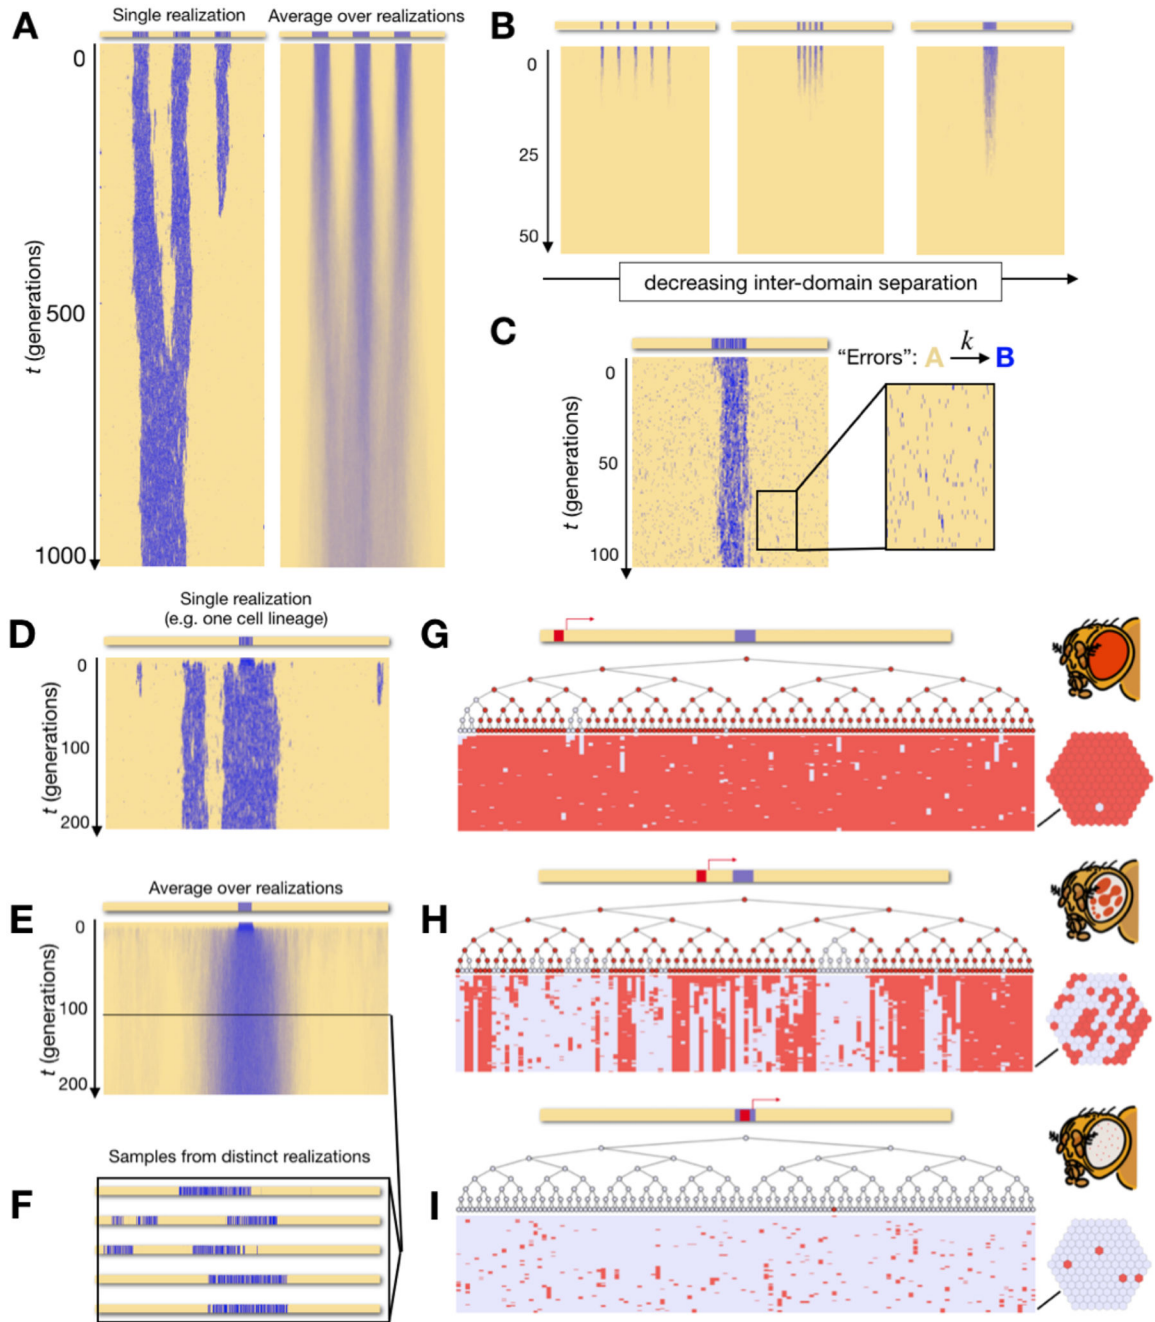 A
Single realization
Average over realizations
0
500
1000
t (generations)
B
0
25
50
decreasing inter-domain separation
C
"Errors": A k B
0
50
100
t (generations)
D
Single realization
(e.g. one cell lineage)
0
100
200
t (generations)
E
Average over realizations
0
100
200
t (generations)
F
Samples from distinct realizations
G
H
I